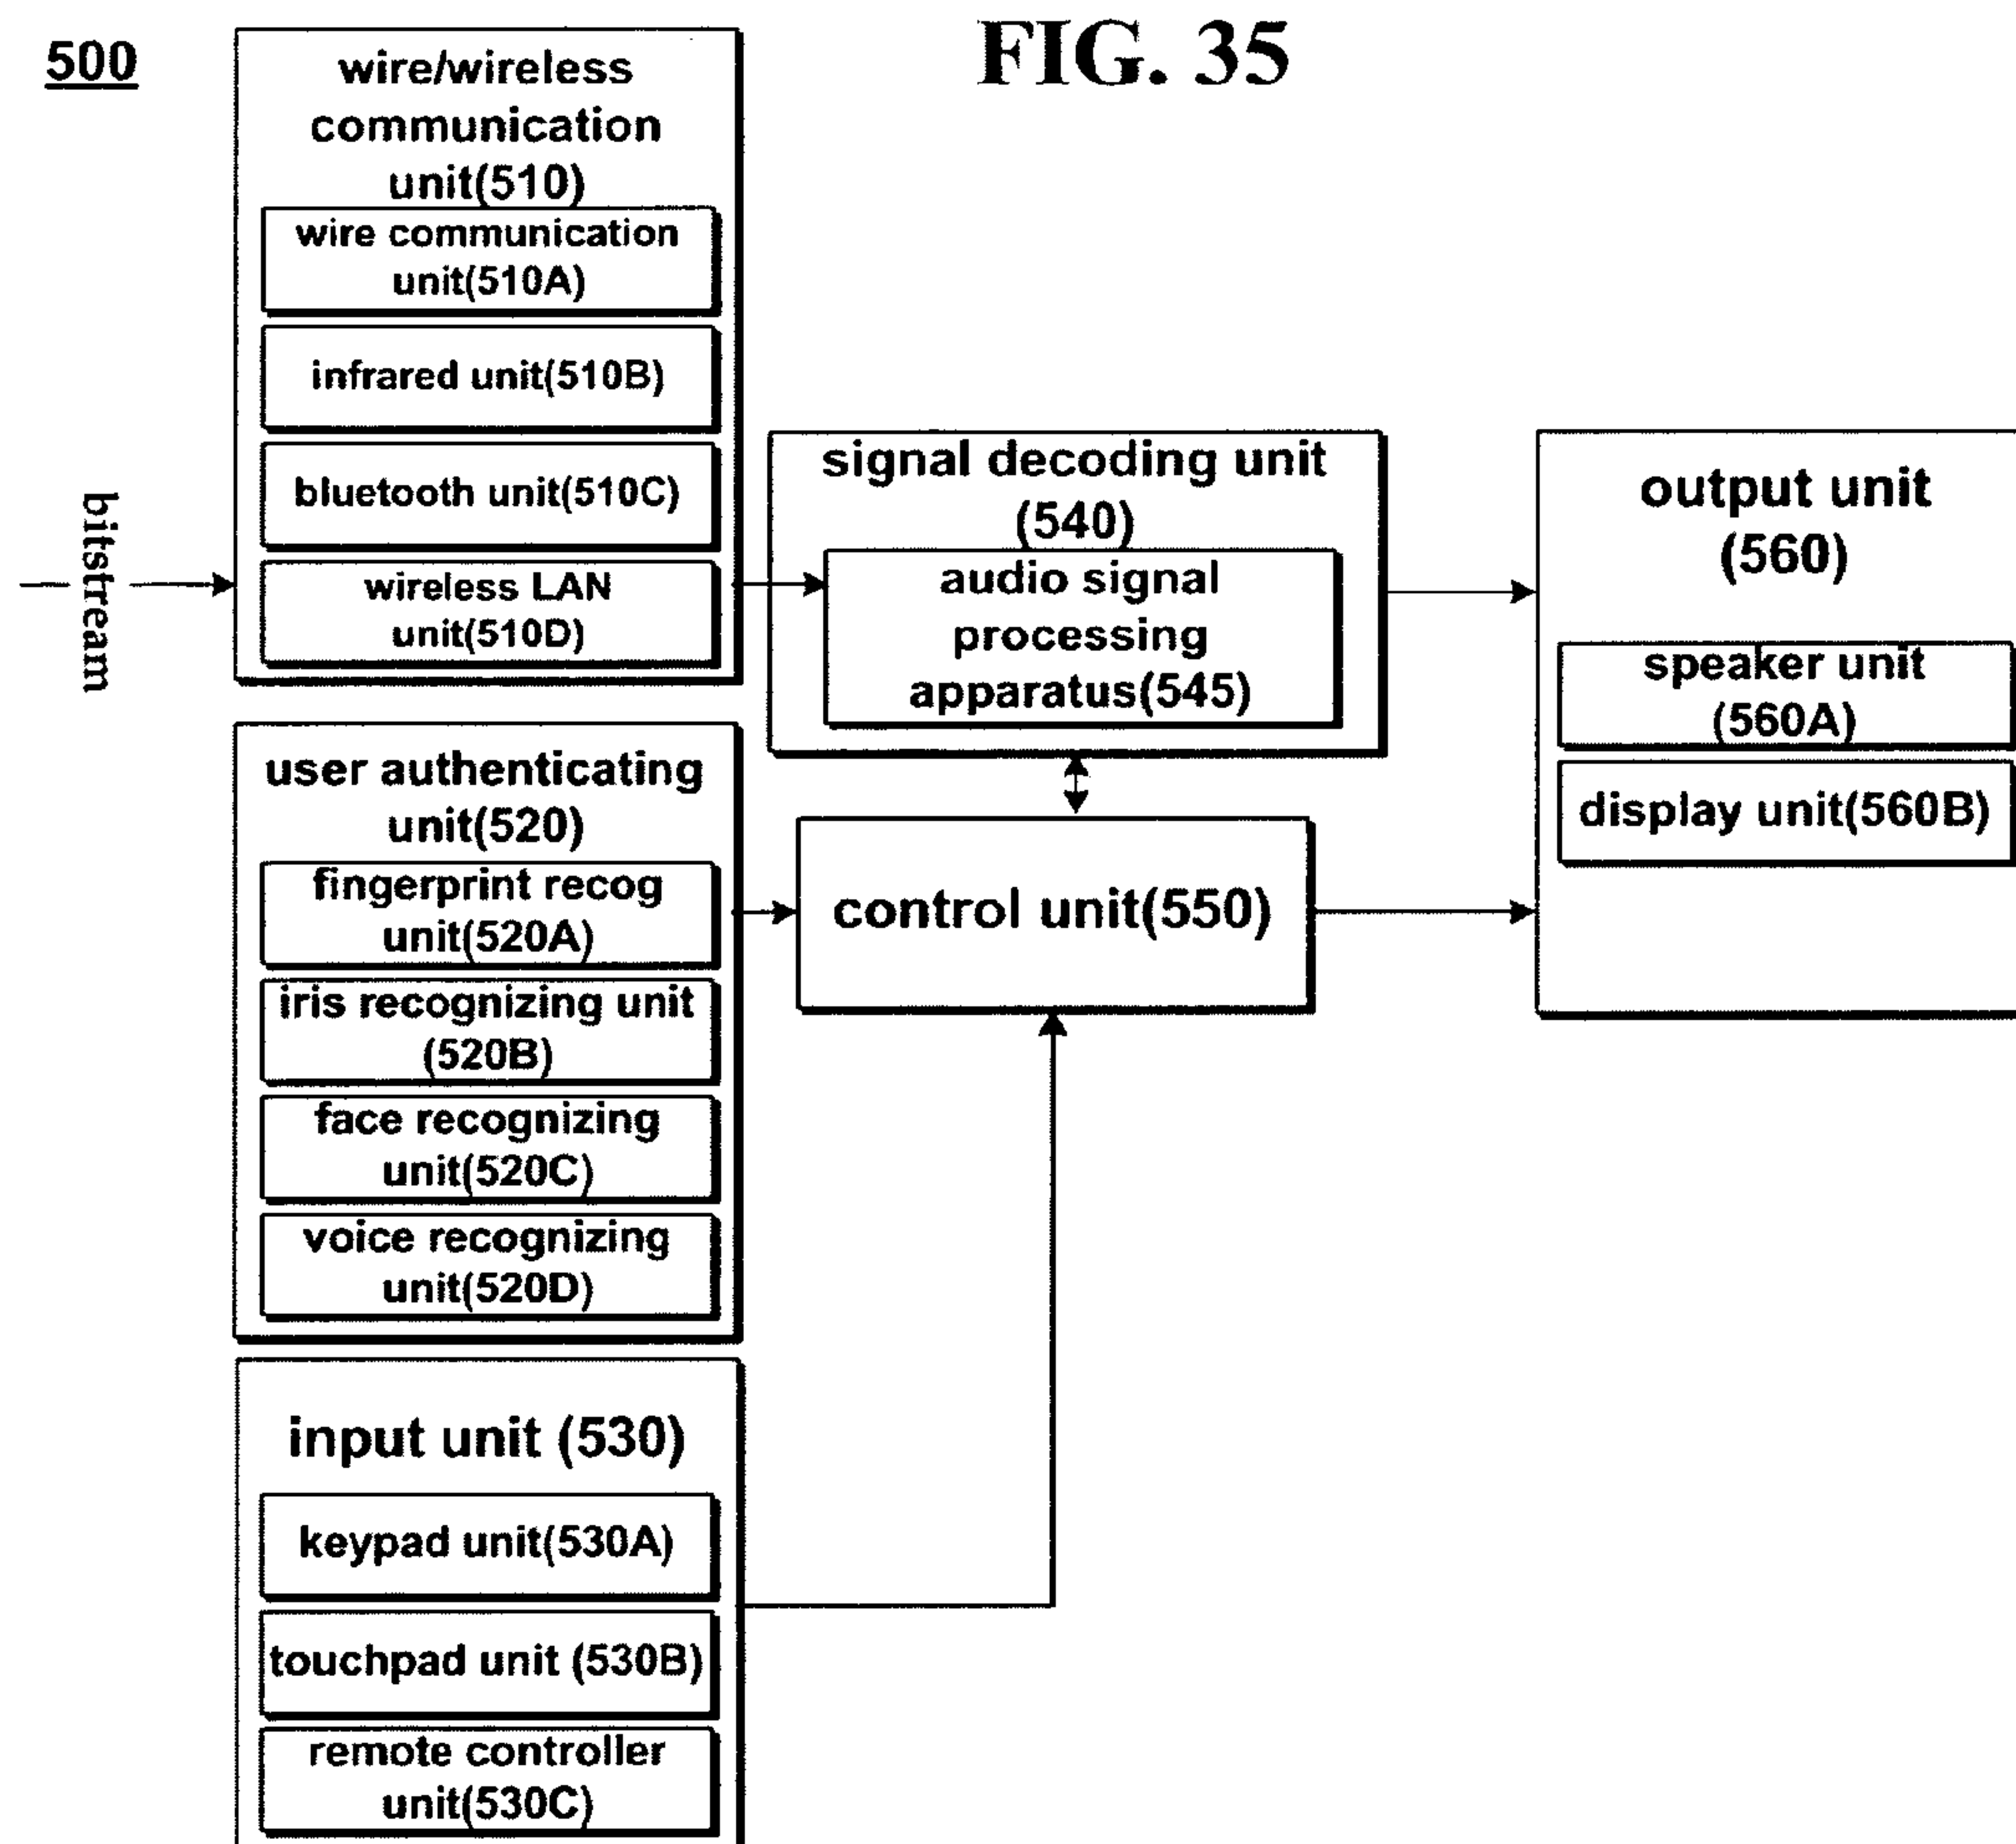 500
FIG. 35
wire/wireless
communication
unit(510)
wire communication
unit(510A)
infrared unit(510B)
bluetooth unit(510C)
wireless LAN
unit(510D)
bitstream
signal decoding unit
(540)
audio signal
processing
apparatus(545)
output unit
(560)
speaker unit
(560A)
display unit(560B)
user authenticating
unit(520)
fingerprint recog
unit(520A)
iris recognizing unit
(520B)
face recognizing
unit(520C)
voice recognizing
unit(520D)
control unit(550)
input unit (530)
keypad unit(530A)
touchpad unit (530B)
remote controller
unit(530C)